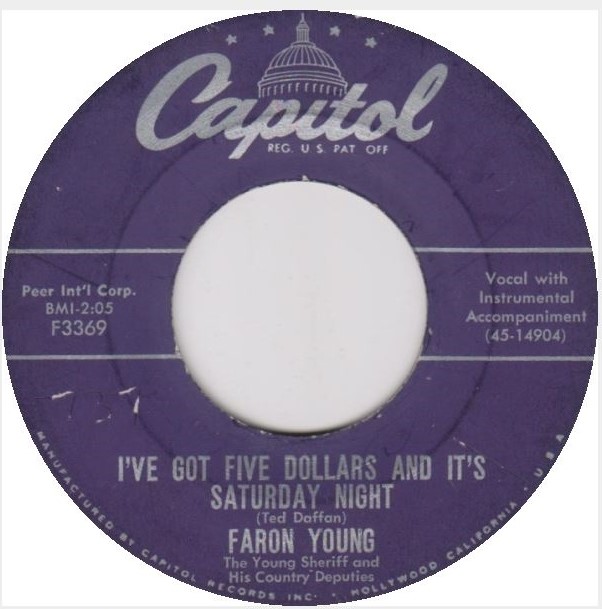 Capitol
REG. U.S. PAT OFF
Peer Int'l Corp.
BMI-2:05
F3369
Vocal with
Instrumental
Accompaniment
(45-14904)
I'VE GOT FIVE DOLLARS AND IT'S
SATURDAY NIGHT
(Ted Daffan)
FARON YOUNG
The Young Sheriff and
His Country Deputies
MANUFACTURED BY CAPITOL RECORDS INC. · HOLLYWOOD CALIFORNIA · U S A